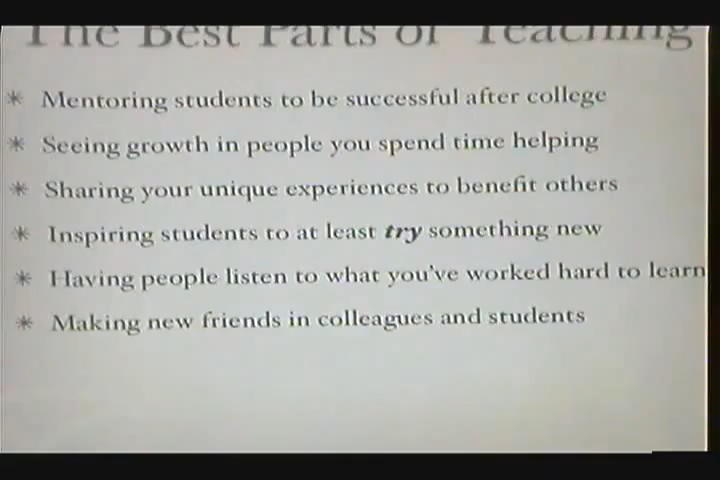 The Best Parts of Teaching
* Mentoring students to be successful after college
* Seeing growth in people you spend time helping
* Sharing your unique experiences to benefit others
* Inspiring students to at least try something new
* Having people listen to what you've worked hard to learn
* Making new friends in colleagues and students